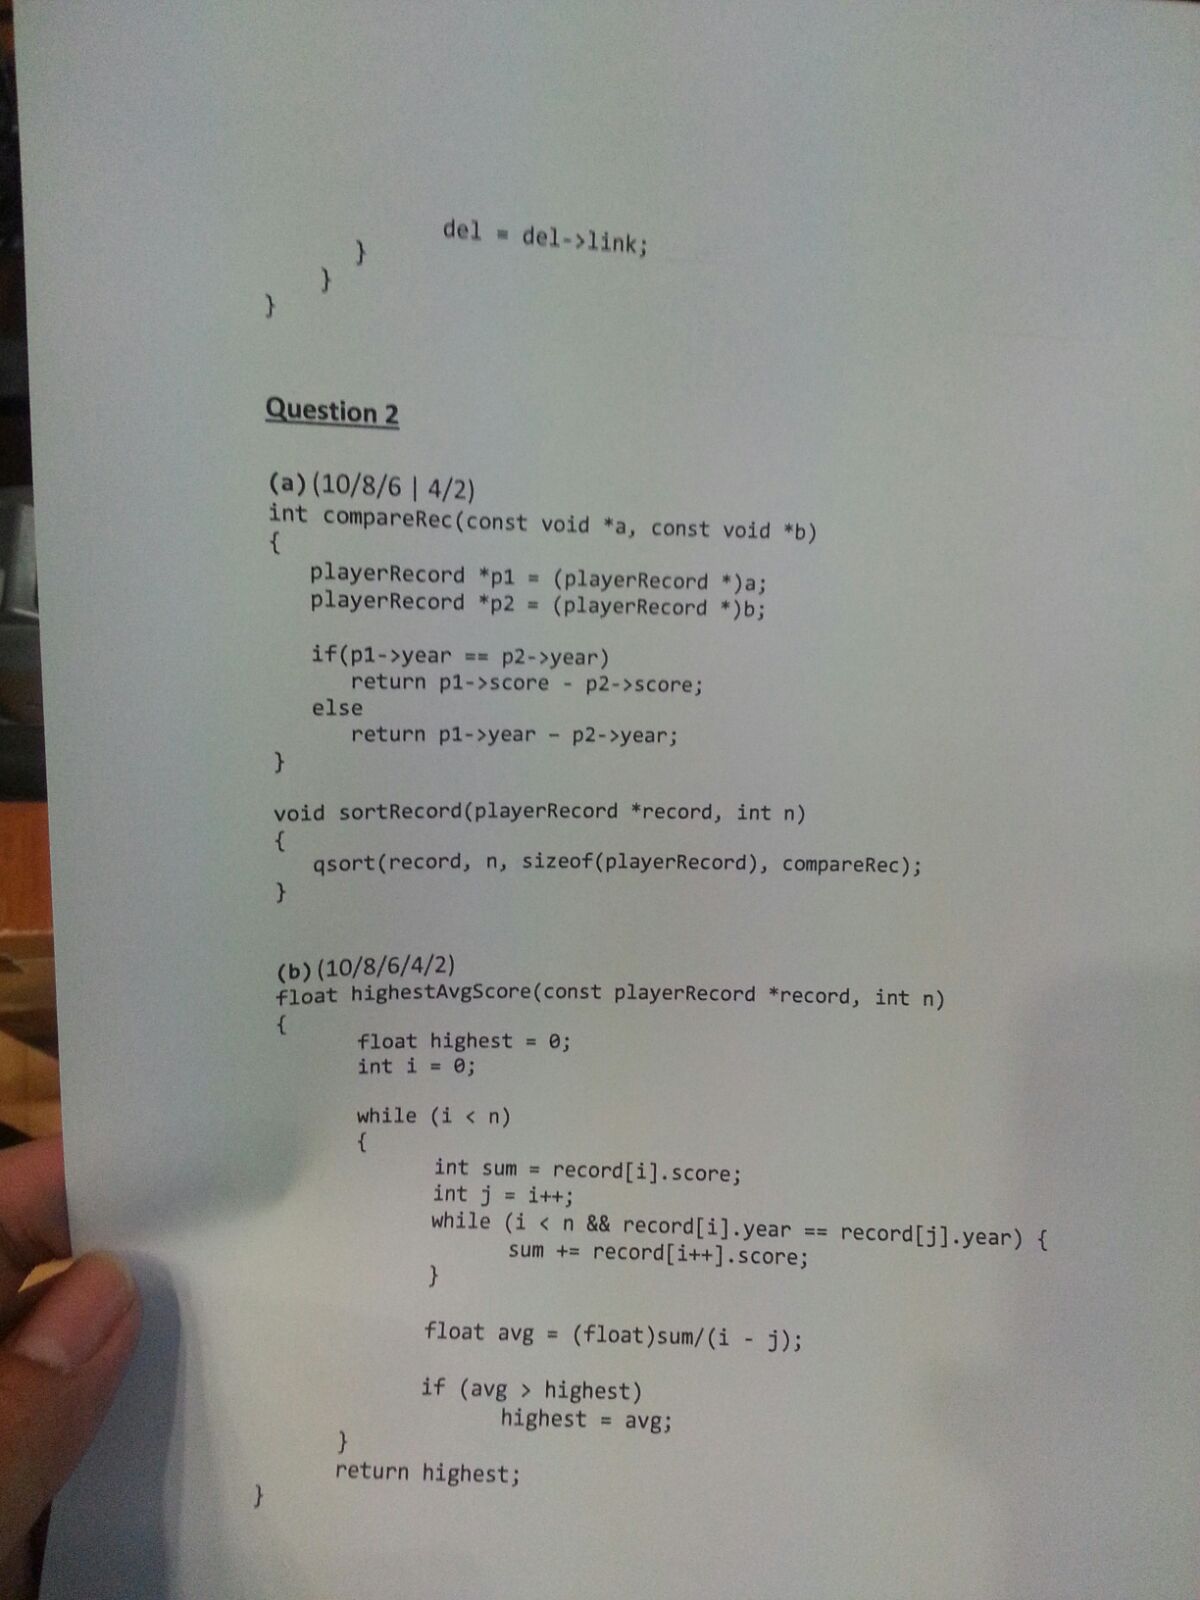 del = del->link;
}
}
}
Question 2
(a)(10/8/6 | 4/2)
int compareRec(const void *a, const void *b)
{
playerRecord *p1 = (playerRecord *)a;
playerRecord *p2 = (playerRecord *)b;
if(p1->year == p2->year)
return p1->score - p2->score;
else
return p1->year – p2->year;
}
void sortRecord(playerRecord *record, int n)
{
qsort(record, n, sizeof(playerRecord), compareRec);
}
(b)(10/8/6/4/2)
float highestAvgScore(const playerRecord *record, int n)
{
float highest = 0;
int i = 0;
while (i < n)
{
int sum = record[i].score;
int j = i++;
while (i < n && record[i].year == record[j].year) {
sum += record[i++].score;
}
float avg = (float)sum/(i - j);
if (avg > highest)
highest = avg;
}
return highest;
}